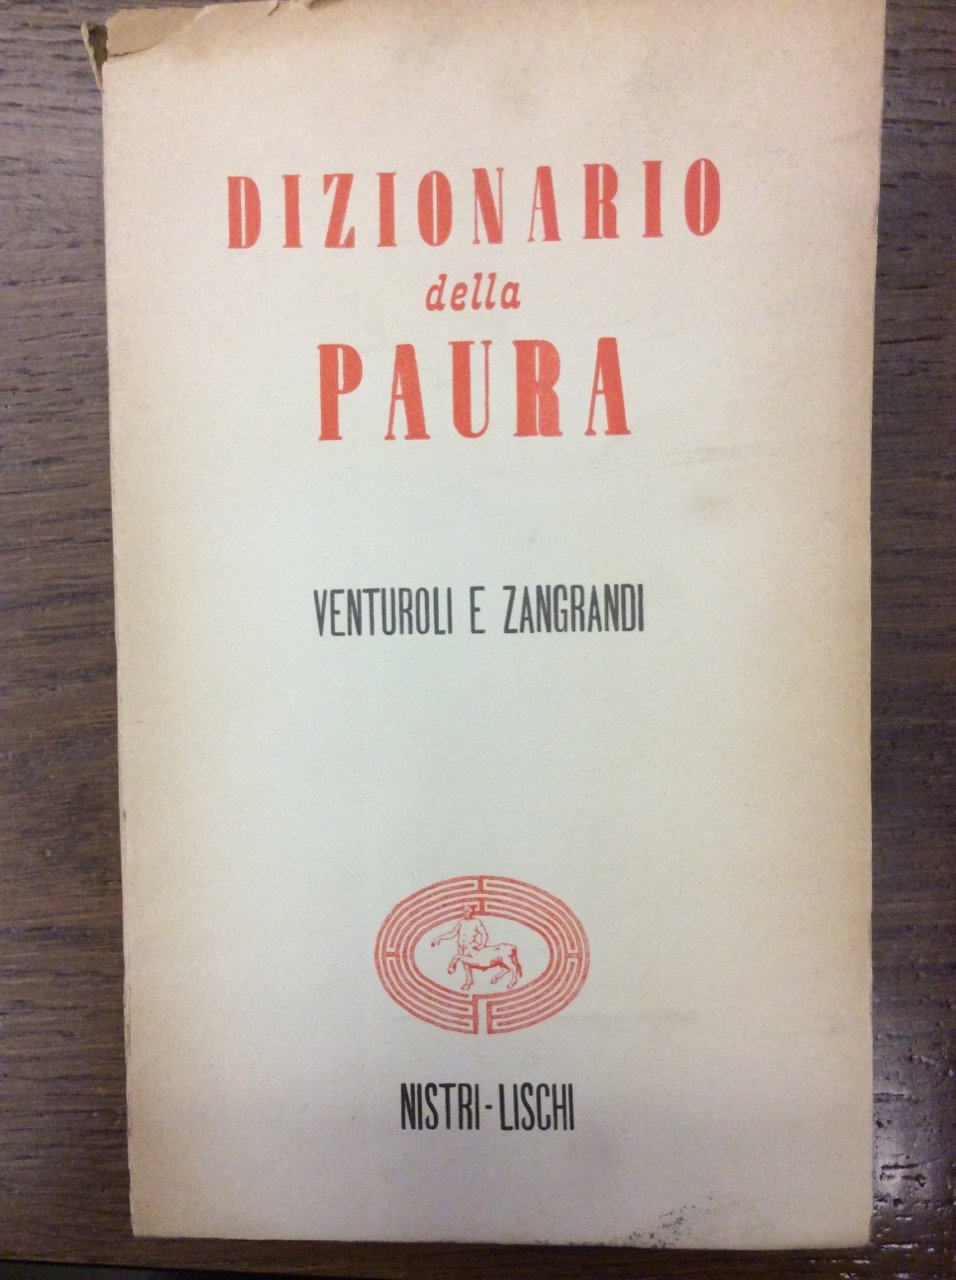 DIZIONARIO
della
PAURA
VENTUROLI E ZANGRANDI
NISTRI-LISCHI